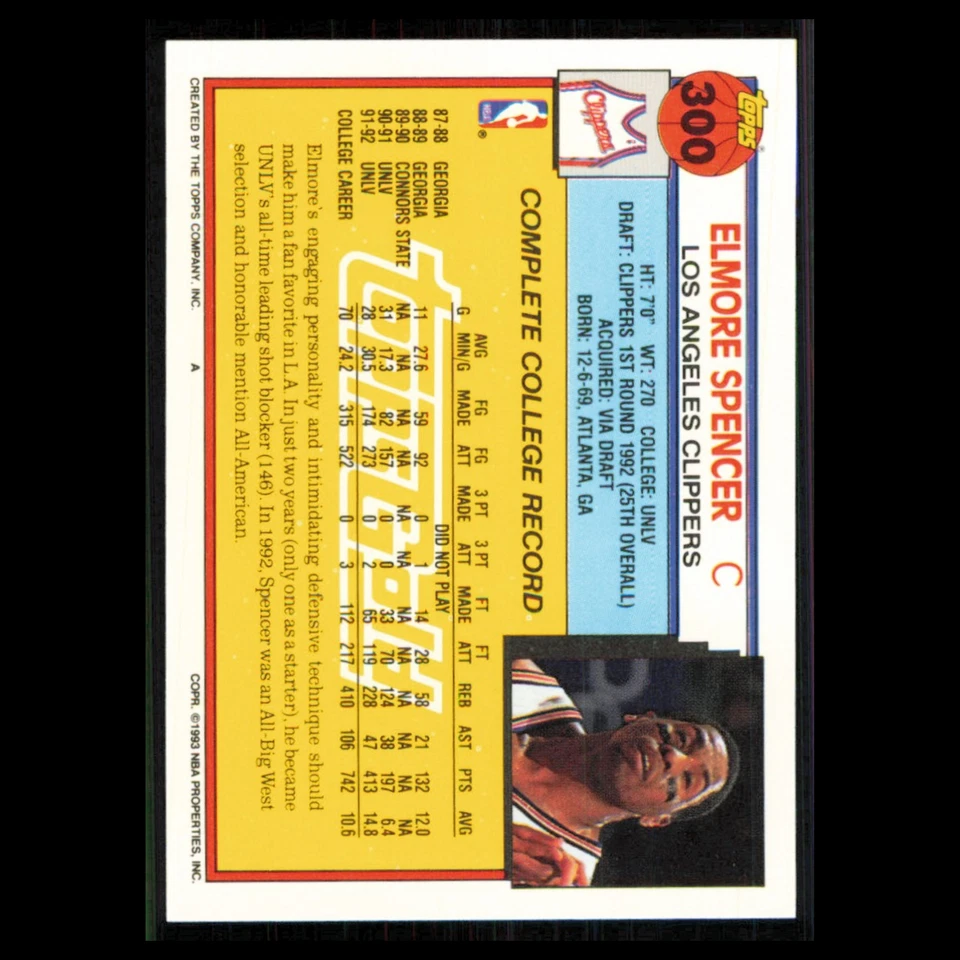 topps®
300
ELMORE SPENCER C
LOS ANGELES CLIPPERS
Clippers
HT: 7'0" WT: 270 COLLEGE: UNLV
DRAFT: CLIPPERS 1ST ROUND 1992 (25TH OVERALL)
ACQUIRED: VIA DRAFT
BORN: 12-6-69, ATLANTA, GA
NBA ®
COMPLETE COLLEGE RECORD
AVG FG FG 3 PT 3 PT FT FT
G MIN/G MADE ATT MADE ATT MADE ATT REB AST PTS AVG
87-88 GEORGIA DID NOT PLAY
88-89 GEORGIA 11 27.6 59 92 0 1 14 28 58 21 132 12.0
89-90 CONNORS STATE NA NA NA NA NA NA NA NA NA NA NA NA
90-91 UNLV 31 17.3 82 157 0 0 33 70 124 38 197 6.4
91-92 UNLV 28 30.5 174 273 0 2 65 119 228 47 413 14.8
COLLEGE CAREER 70 24.2 315 522 0 3 112 217 410 106 742 10.6
Topps Gold
Elmore's engaging personality and intimidating defensive technique should
make him a fan favorite in L.A. In just two years (only one as a starter), he became
UNLV's all-time leading shot blocker (146). In 1992, Spencer was an All-Big West
selection and honorable mention All-American.
CREATED BY THE TOPPS COMPANY, INC. A COPR. ©1993 NBA PROPERTIES, INC.